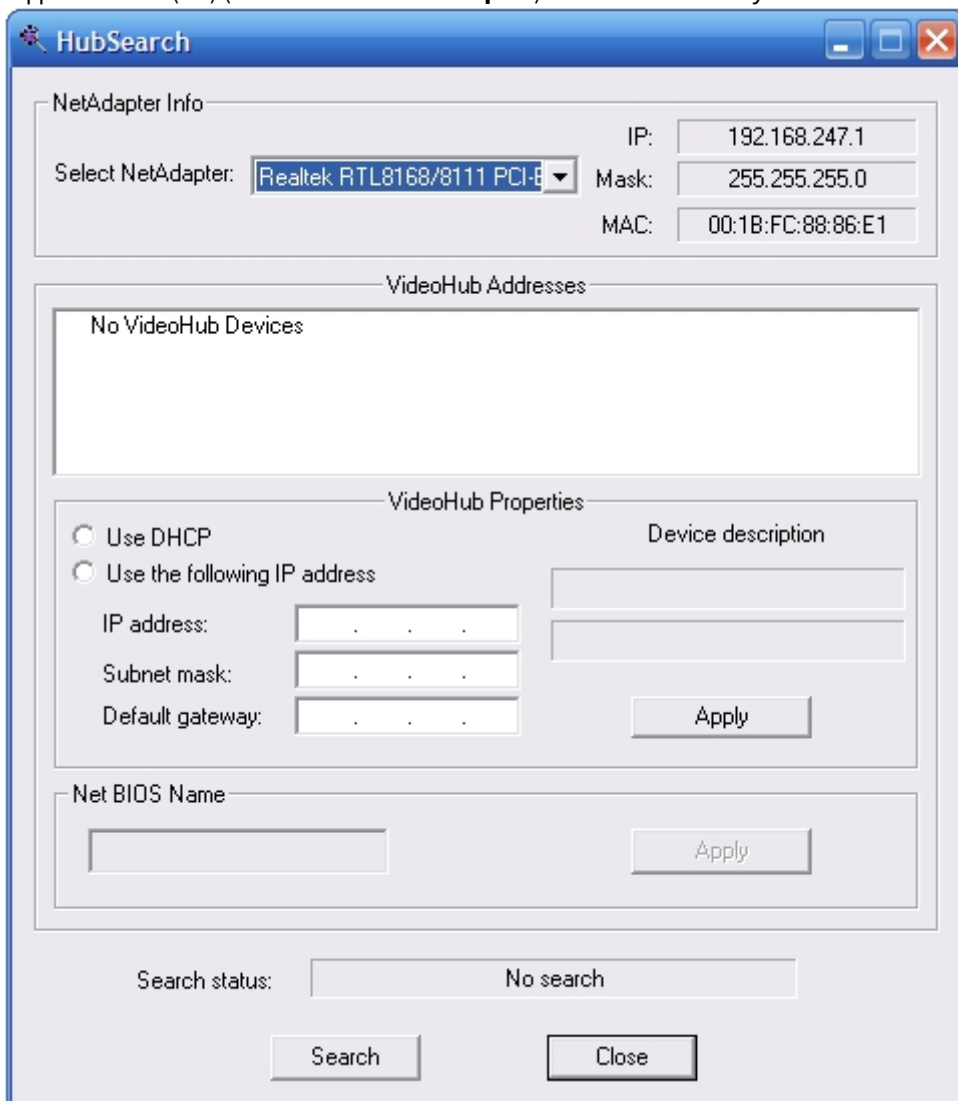 HubSearch
NetAdapter Info
IP: 192.168.247.1
Select NetAdapter: Realtek RTL8168/8111 PCI-E Mask: 255.255.255.0
MAC: 00:1B:FC:88:86:E1
VideoHub Addresses
No VideoHub Devices
VideoHub Properties
Use DHCP
Device description
Use the following IP address
IP address: . . .
Subnet mask: . . .
Default gateway: . . .
Apply
Net BIOS Name
Apply
Search status: No search
Search Close